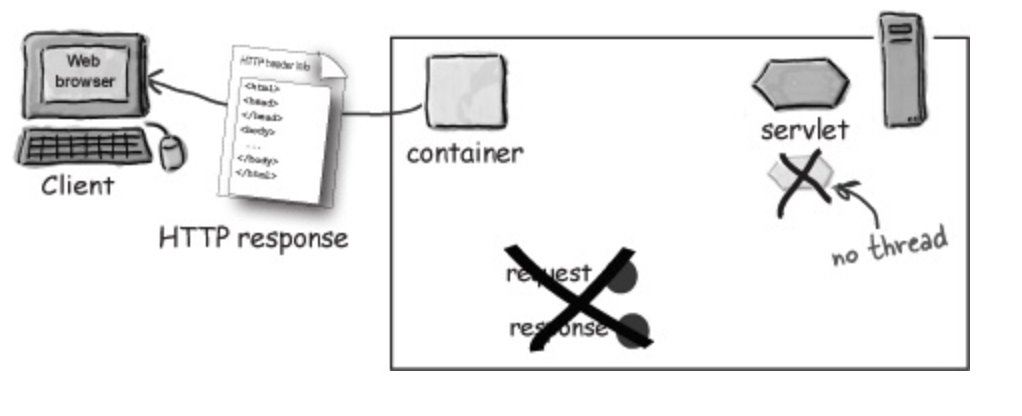 Web
browser
Client
HTTP header info
<html>
<head>
</head>
<body>
...
</body>
</html>
HTTP response
container
servlet
no thread
request
response